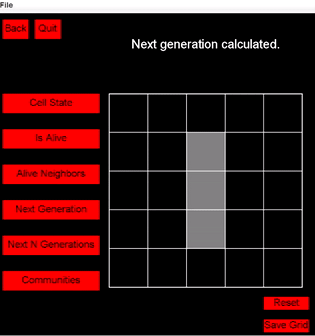 File
Back Quit
Next generation calculated.
Cell State
Is Alive
Alive Neighbors
Next Generation
Next N Generations
Communities
Reset
Save Grid